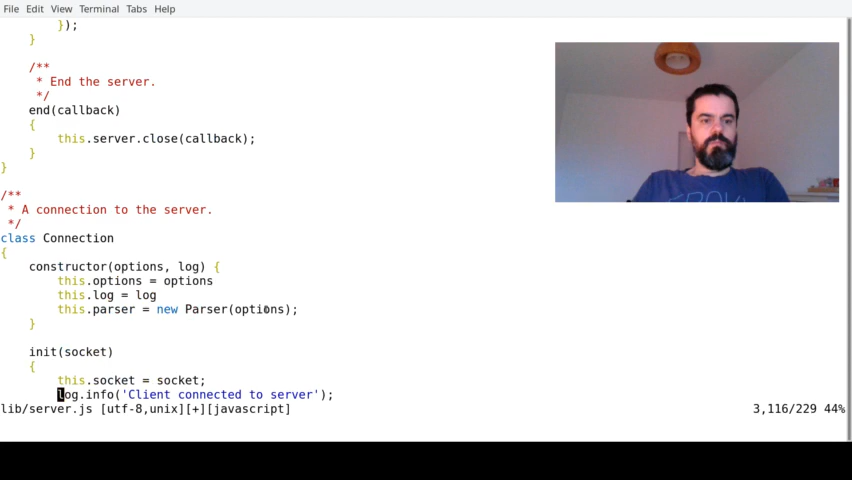 File Edit View Terminal Tabs Help
});
}
/**
* End the server.
*/
end(callback)
{
this.server.close(callback);
}
}
/**
* A connection to the server.
*/
class Connection
{
constructor(options, log) {
this.options = options
this.log = log
this.parser = new Parser(options);
}
init(socket)
{
this.socket = socket;
log.info('Client connected to server');
lib/server.js [utf-8,unix][+][javascript] 3,116/229 44%